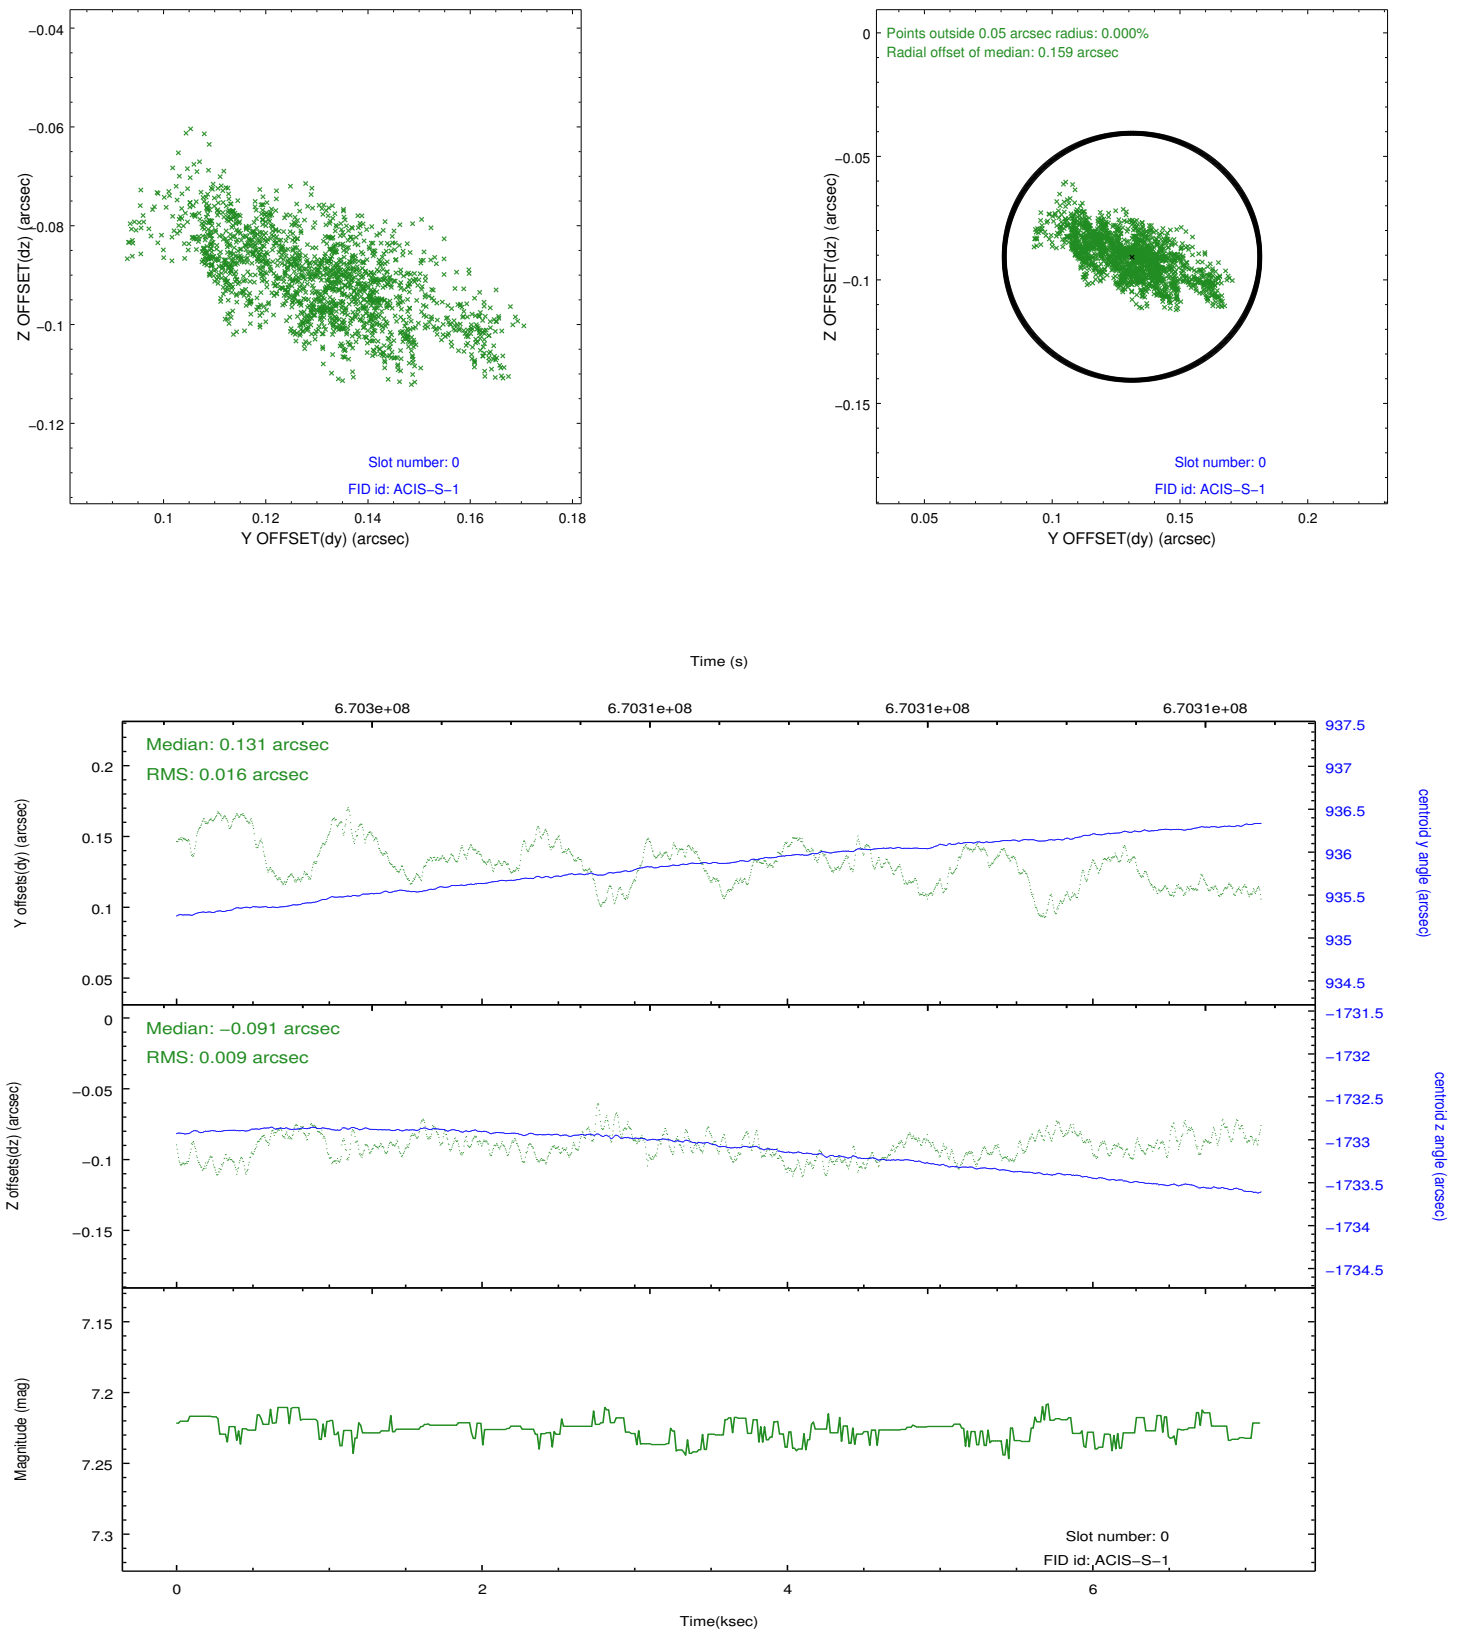 −0.04
−0.06
−0.08
−0.1
−0.12
Z OFFSET(dz) (arcsec)
Slot number: 0
FID id: ACIS−S−1
0.1 0.12 0.14 0.16 0.18
Y OFFSET(dy) (arcsec)
Points outside 0.05 arcsec radius: 0.000%
Radial offset of median: 0.159 arcsec
0
−0.05
−0.1
−0.15
Z OFFSET(dz) (arcsec)
Slot number: 0
FID id: ACIS−S−1
0.05 0.1 0.15 0.2
Y OFFSET(dy) (arcsec)
Time (s)
6.703e+08 6.7031e+08 6.7031e+08 6.7031e+08
Median: 0.131 arcsec
RMS: 0.016 arcsec
0.2
0.15
0.1
0.05
Y offsets(dy) (arcsec)
937.5
937
936.5
936
935.5
935
934.5
centroid y angle (arcsec)
Median: −0.091 arcsec
RMS: 0.009 arcsec
0
−0.05
−0.1
−0.15
Z offsets(dz) (arcsec)
−1731.5
−1732
−1732.5
−1733
−1733.5
−1734
−1734.5
centroid z angle (arcsec)
7.15
7.2
7.25
7.3
Magnitude (mag)
Slot number: 0
FID id: ACIS−S−1
0 2 4 6
Time(ksec)